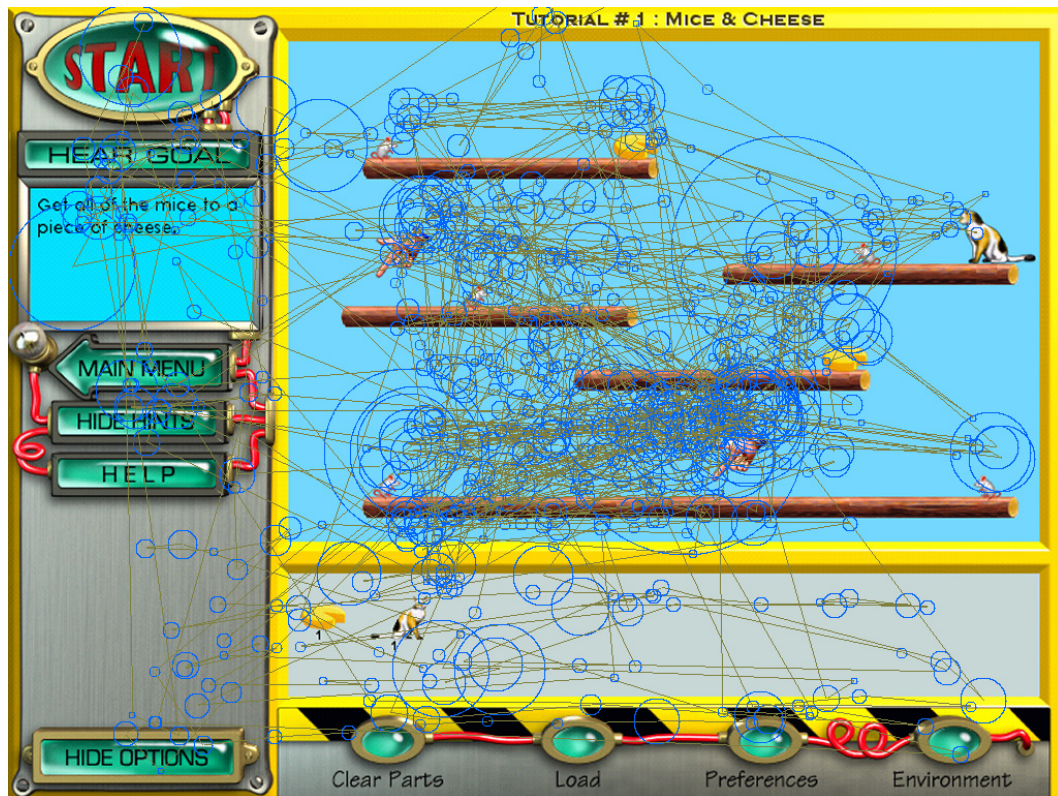 TUTORIAL # 1 : MICE & CHEESE
START
HEAR GOAL
Get all of the mice to a
piece of cheese.
MAIN MENU
HIDE HINTS
HELP
1
1
HIDE OPTIONS
Clear Parts
Load
Preferences
Environment